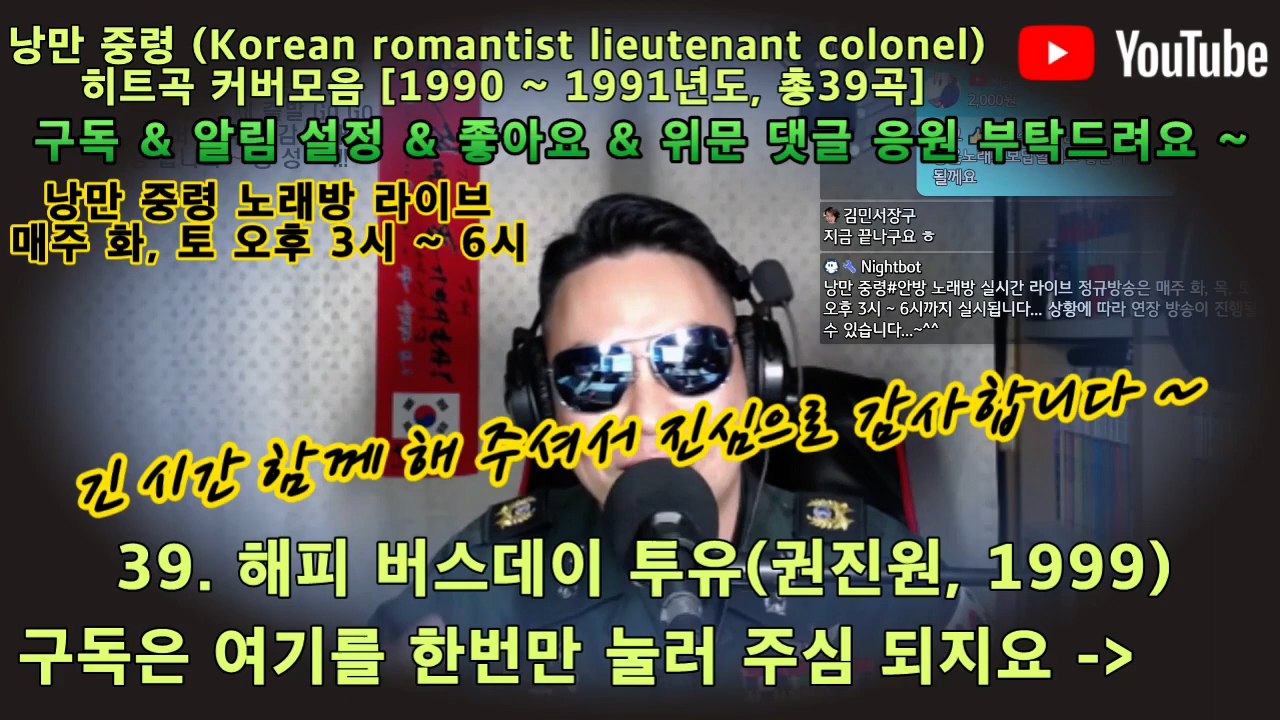 낭만 중령 (Korean romantist lieutenant colonel)
히트곡 커버모음 [1990 ~ 1991년도, 총39곡]
YouTube
2,000원
구독 & 알림 설정 & 좋아요 & 위문 댓글 응원 부탁드려요 ~
될께요
낭만 중령 노래방 라이브
매주 화, 토 오후 3시 ~ 6시
김민서장구
지금 끝나구요 ㅎ
Nightbot
낭만 중령#안방 노래방 실시간 라이브 정규방송은 매주 화, 목, 토
오후 3시 ~ 6시까지 실시됩니다... 상황에 따라 연장 방송이 진행될
수 있습니다...~^^
긴 시간 함께 해 주셔서 진심으로 감사합니다 ~
39. 해피 버스데이 투유(권진원, 1999)
구독은 여기를 한번만 눌러 주심 되지요 ->